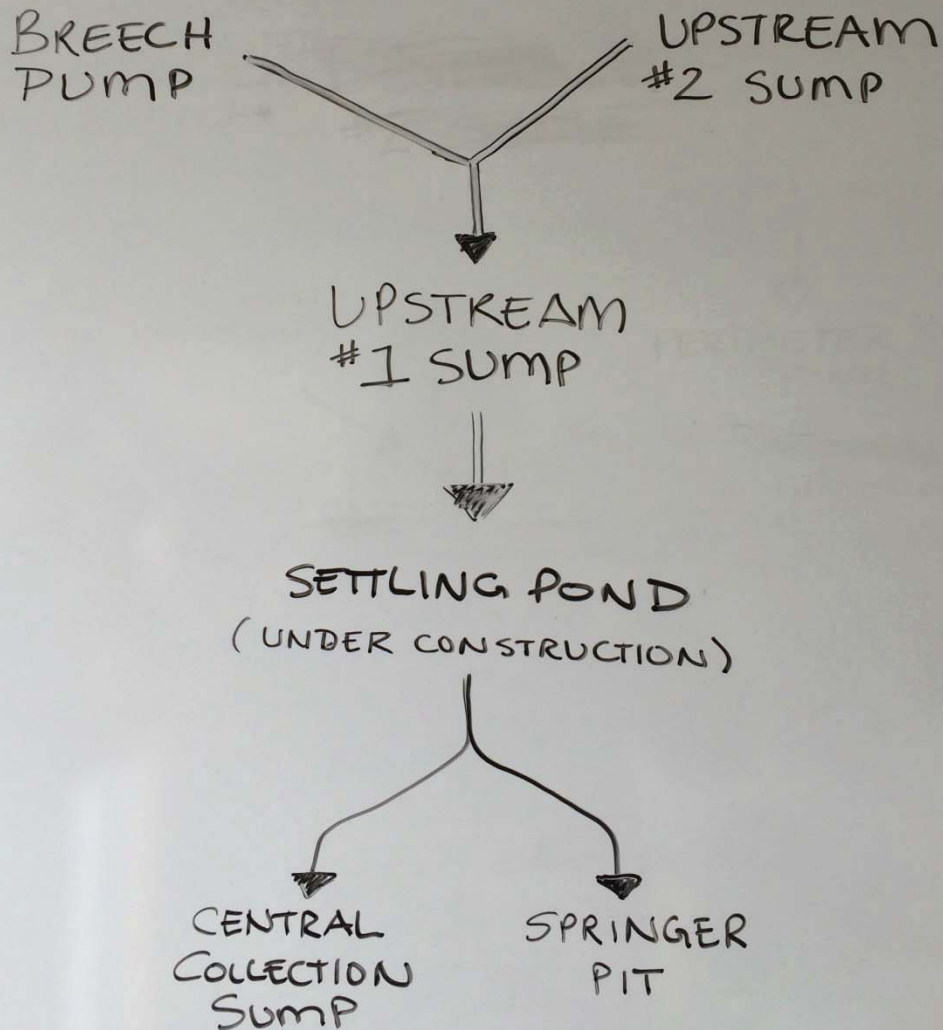 BREECH
PUMP
UPSTREAM
#2 SUMP
UPSTREAM
#1 SUMP
SETTLING POND
(UNDER CONSTRUCTION)
CENTRAL
COLLECTION
SUMP
SPRINGER
PIT